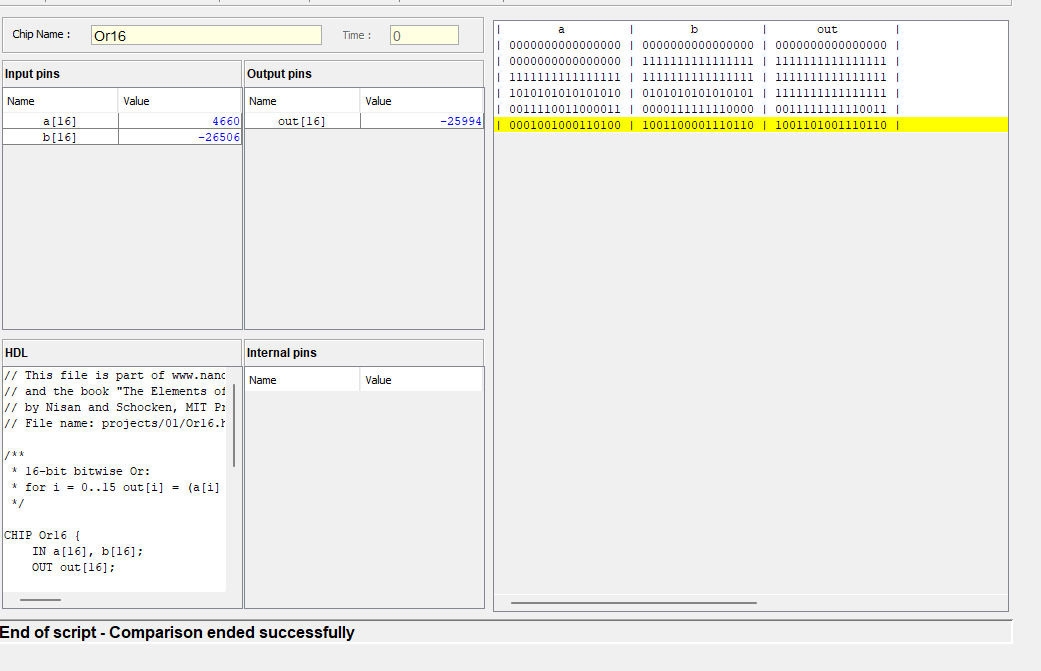 Chip Name : Or16 Time : 0
Input pins
Name Value
a[16] 4660
b[16] -26506
Output pins
Name Value
out[16] -25994
HDL
// This file is part of www.nand
// and the book "The Elements of
// by Nisan and Schocken, MIT Pr
// File name: projects/01/Or16.h
/**
* 16-bit bitwise Or:
* for i = 0..15 out[i] = (a[i]
*/
CHIP Or16 {
IN a[16], b[16];
OUT out[16];
Internal pins
Name Value
| a | b | out |
| 0000000000000000 | 0000000000000000 | 0000000000000000 |
| 0000000000000000 | 1111111111111111 | 1111111111111111 |
| 1111111111111111 | 1111111111111111 | 1111111111111111 |
| 1010101010101010 | 0101010101010101 | 1111111111111111 |
| 0011110011000011 | 0000111111110000 | 0011111111110011 |
| 0001001000110100 | 1001100001110110 | 1001101001110110 |
End of script - Comparison ended successfully